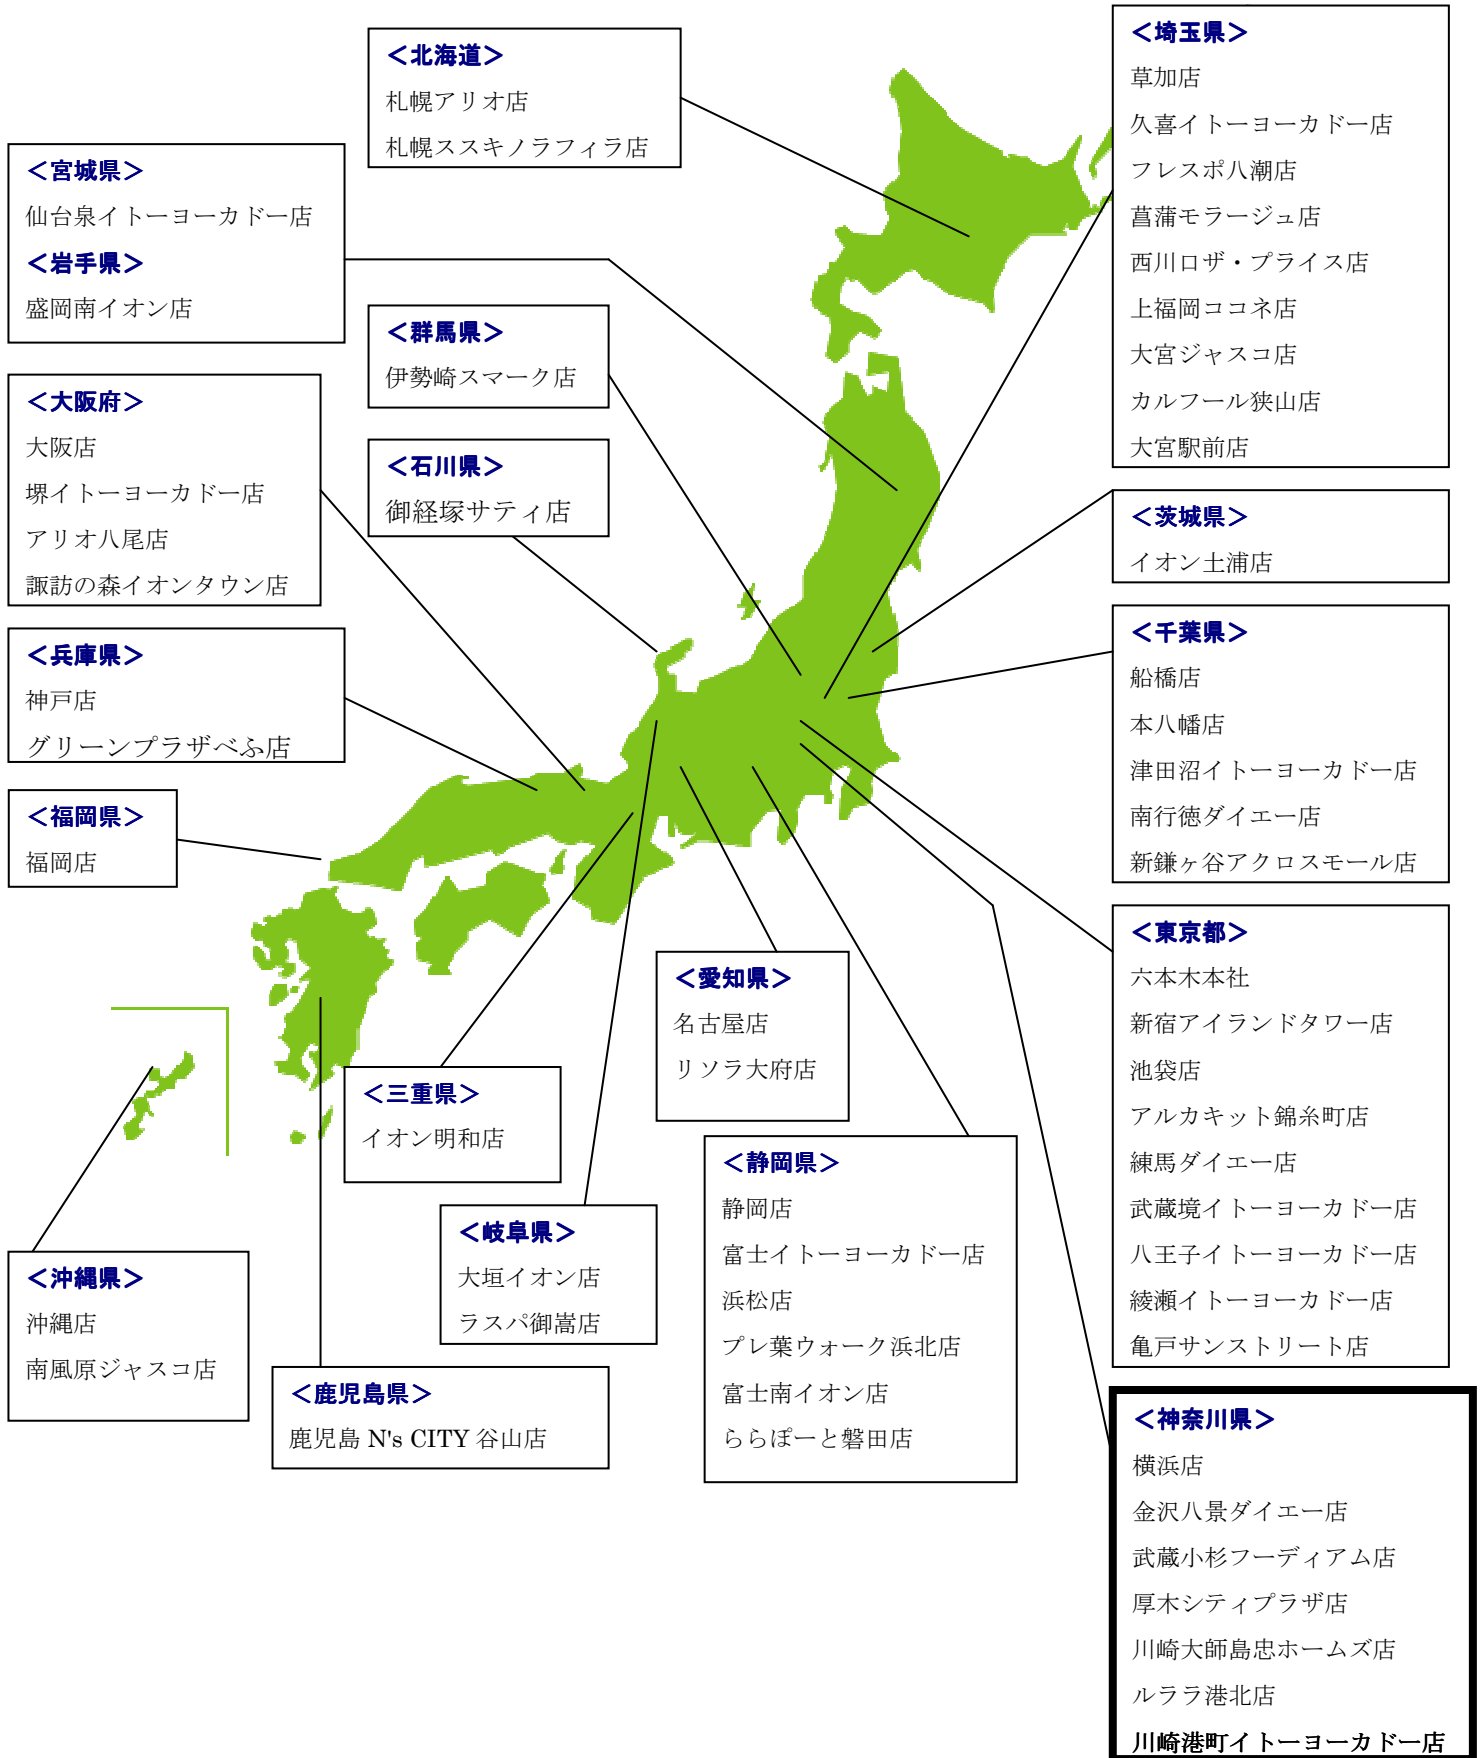 ＜北海道＞
札幌アリオ店
札幌ススキノラフィラ店
＜宮城県＞
仙台泉イトーヨーカドー店
＜岩手県＞
盛岡南イオン店
＜群馬県＞
伊勢崎スマーク店
＜石川県＞
御経塚サティ店
＜大阪府＞
大阪店
堺イトーヨーカドー店
アリオ八尾店
諏訪の森イオンタウン店
＜兵庫県＞
神戸店
グリーンプラザべふ店
＜福岡県＞
福岡店
＜沖縄県＞
沖縄店
南風原ジャスコ店
＜鹿児島県＞
鹿児島 N's CITY 谷山店
＜三重県＞
イオン明和店
＜岐阜県＞
大垣イオン店
ラスパ御嵩店
＜愛知県＞
名古屋店
リソラ大府店
＜静岡県＞
静岡店
富士イトーヨーカドー店
浜松店
プレ葉ウォーク浜北店
富士南イオン店
ららぽーと磐田店
＜埼玉県＞
草加店
久喜イトーヨーカドー店
フレスポ八潮店
菖蒲モラージュ店
西川口ザ・プライス店
上福岡ココネ店
大宮ジャスコ店
カルフール狭山店
大宮駅前店
＜茨城県＞
イオン土浦店
＜千葉県＞
船橋店
本八幡店
津田沼イトーヨーカドー店
南行徳ダイエー店
新鎌ヶ谷アクロスモール店
＜東京都＞
六本木本社
新宿アイランドタワー店
池袋店
アルカキット錦糸町店
練馬ダイエー店
武蔵境イトーヨーカドー店
八王子イトーヨーカドー店
綾瀬イトーヨーカドー店
亀戸サンストリート店
＜神奈川県＞
横浜店
金沢八景ダイエー店
武蔵小杉フーディアム店
厚木シティプラザ店
川崎大師島忠ホームズ店
ルララ港北店
川崎港町イトーヨーカドー店